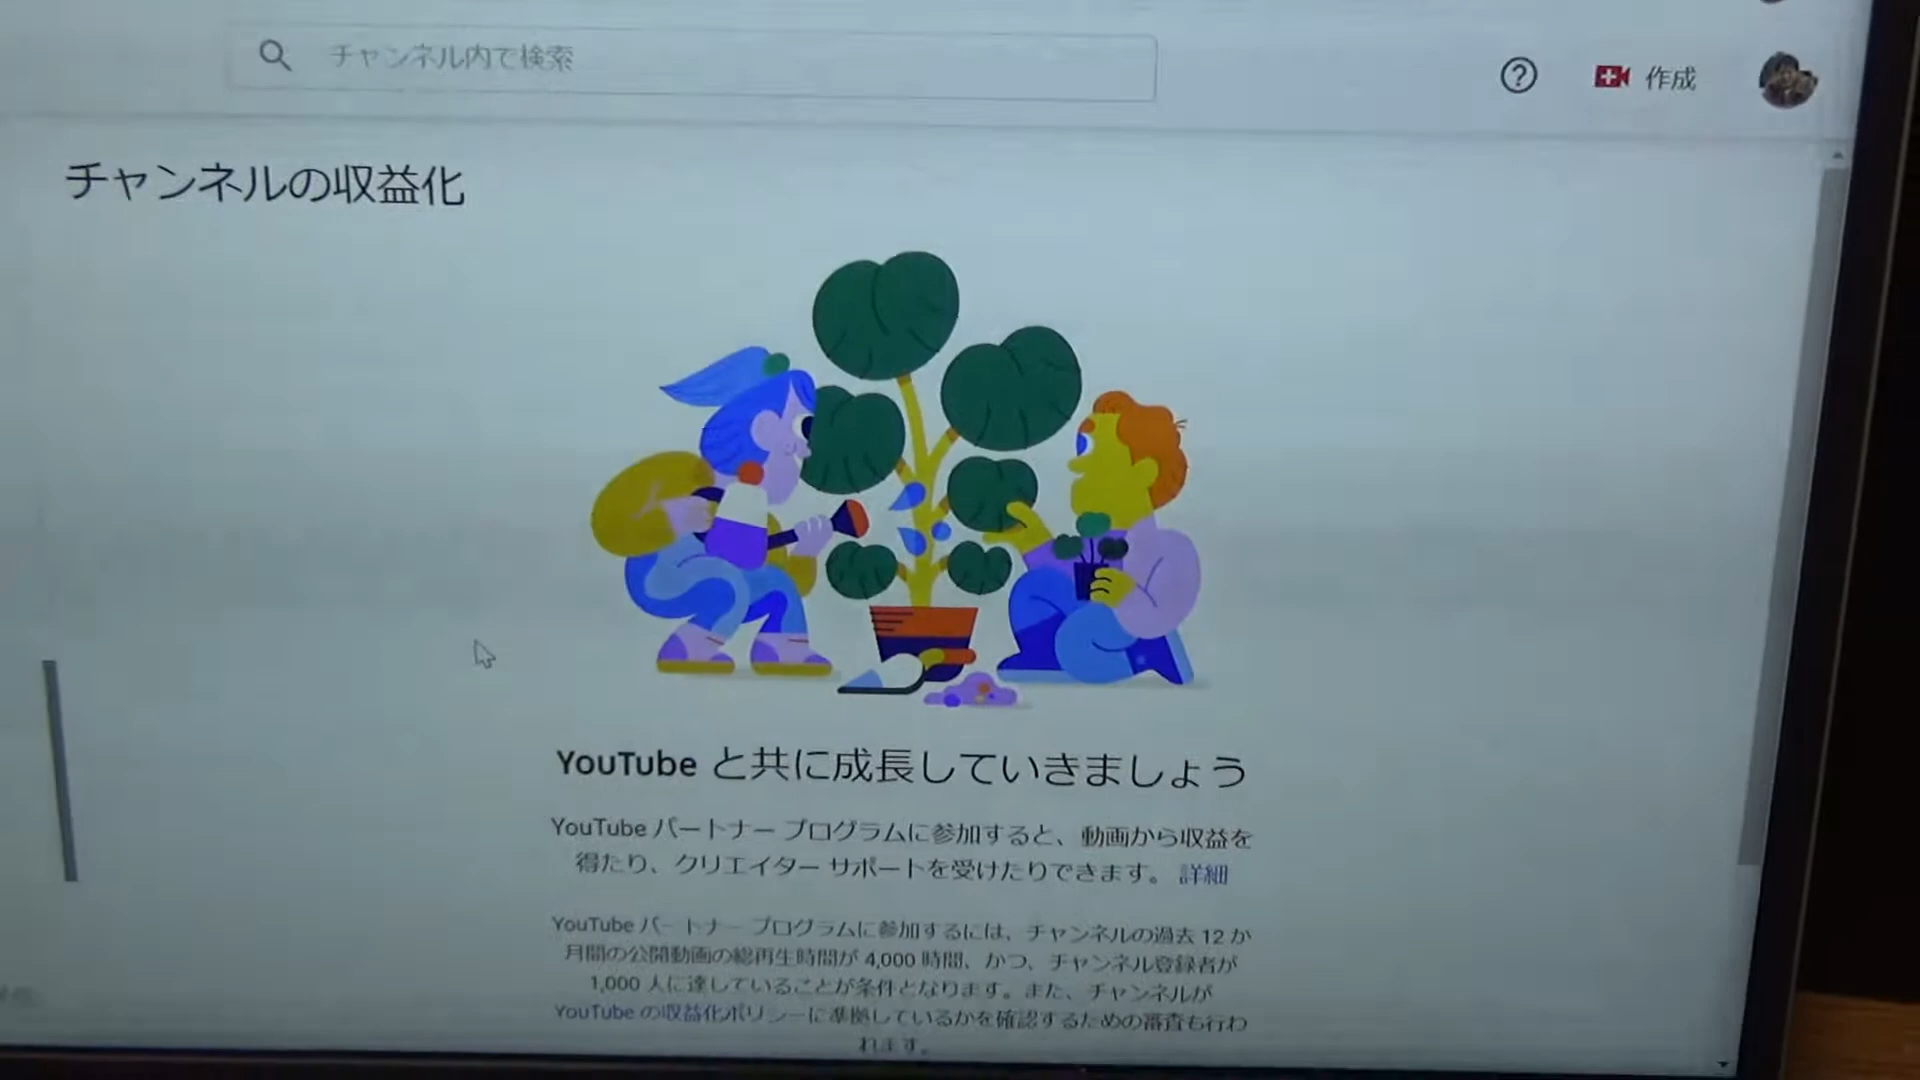 チャンネル内で検索
作成
チャンネルの収益化
YouTube と共に成長していきましょう
YouTube パートナー プログラムに参加すると、動画から収益を
得たり、クリエイター サポートを受けたりできます。 詳細
YouTube パートナー プログラムに参加するには、チャンネルの過去 12 か
月間の公開動画の総再生時間が 4,000 時間、かつ、チャンネル登録者が
1,000 人に達していることが条件となります。また、チャンネルが
YouTube の収益化ポリシーに準拠しているかを確認するための審査も行わ
れます。